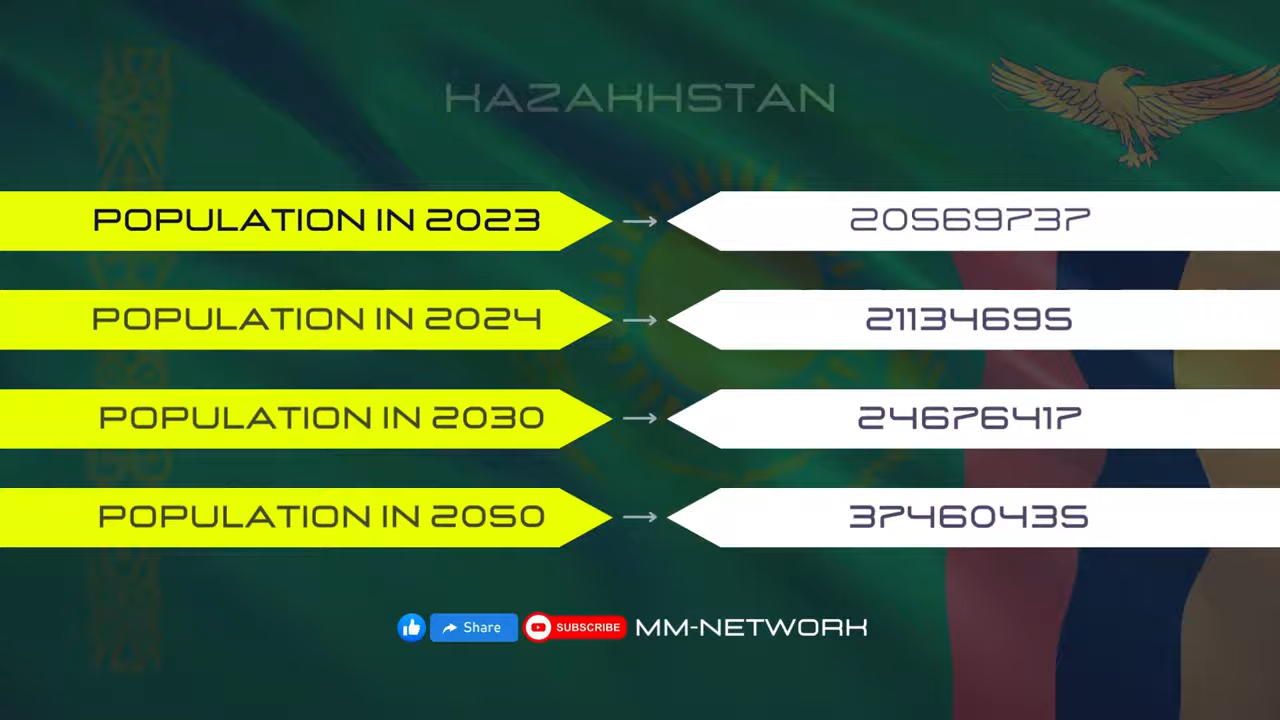 KAZAKHSTAN
POPULATION IN 2023 → 20569737
POPULATION IN 2024 → 21134695
POPULATION IN 2030 → 24676417
POPULATION IN 2050 → 37460435
Share SUBSCRIBE MM-NETWORK